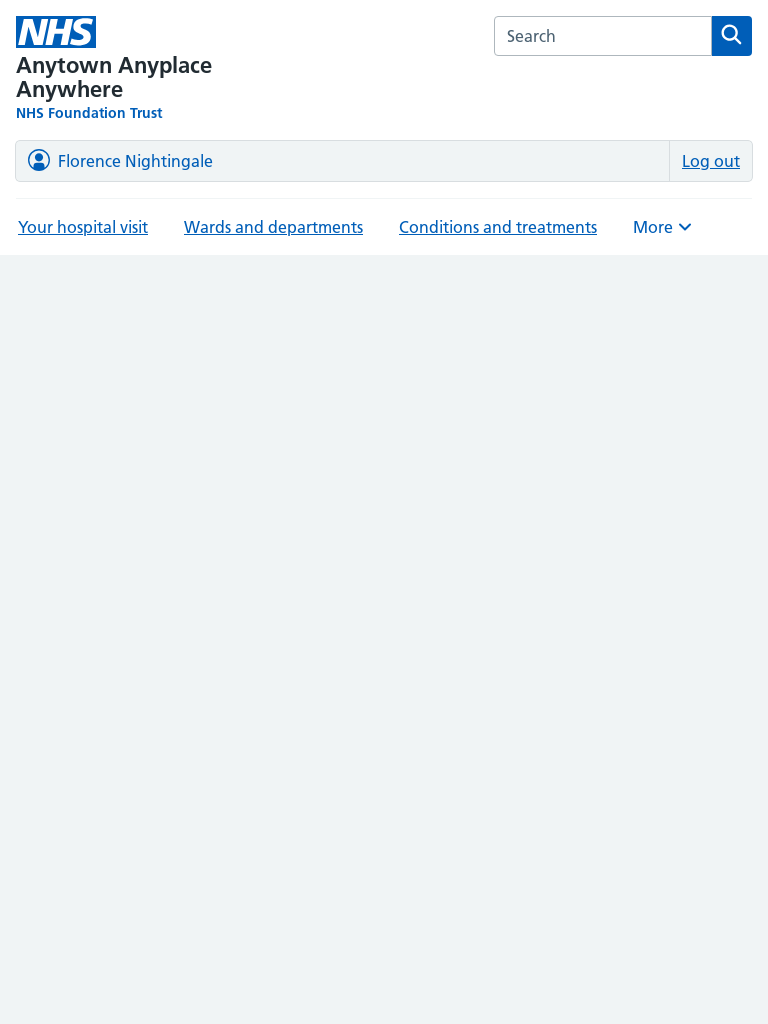 NHS
Anytown Anyplace
Anywhere
NHS Foundation Trust
Search
Florence Nightingale
Log out
Your hospital visit
Wards and departments
Conditions and treatments
More